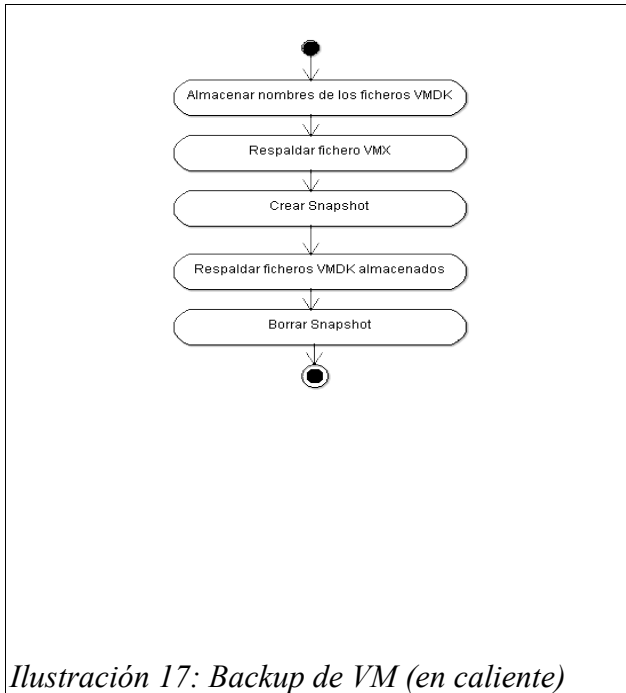 Almacenar nombres de los ficheros VMDK
Respaldar fichero VMX
Crear Snapshot
Respaldar ficheros VMDK almacenados
Borrar Snapshot
Ilustración 17: Backup de VM (en caliente)